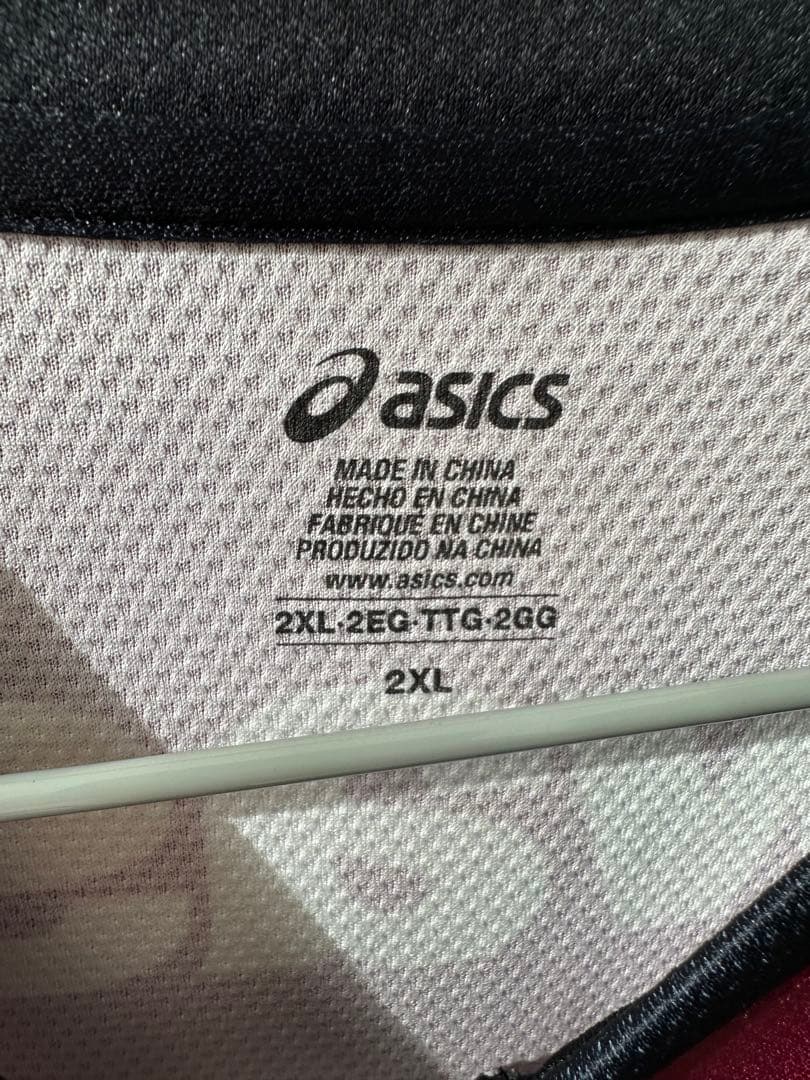 asics
MADE IN CHINA
HECHO EN CHINA
FABRIQUÉ EN CHINE
PRODUZIDO NA CHINA
www.asics.com
2XL·2EG·TTG·2GG
2XL